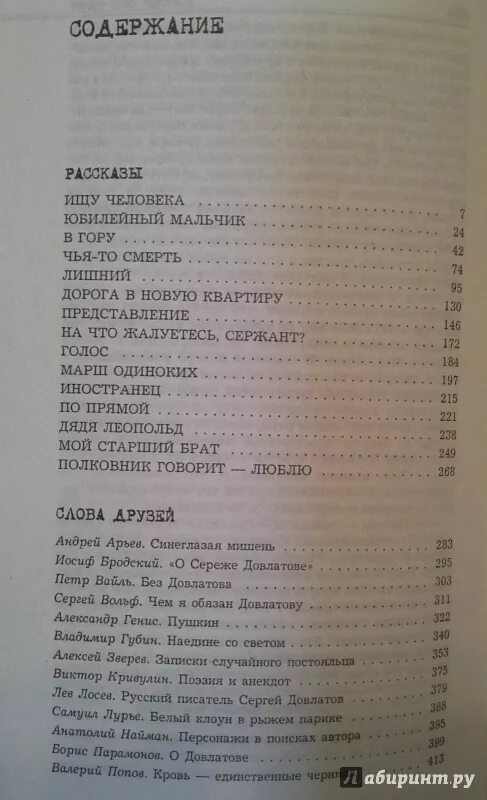 СОДЕРЖАНИЕ
РАССКАЗЫ
ИЩУ ЧЕЛОВЕКА . . . . . . . . . . 7
ЮБИЛЕЙНЫЙ МАЛЬЧИК . . . . . . . . . . 24
В ГОРУ . . . . . . . . . . 42
ЧЬЯ-ТО СМЕРТЬ . . . . . . . . . . 74
ЛИШНИЙ . . . . . . . . . . 95
ДОРОГА В НОВУЮ КВАРТИРУ . . . . . . . . . . 130
ПРЕДСТАВЛЕНИЕ . . . . . . . . . . 146
НА ЧТО ЖАЛУЕТЕСЬ, СЕРЖАНТ? . . . . . . . . . . 172
ГОЛОС . . . . . . . . . . 184
МАРШ ОДИНОКИХ . . . . . . . . . . 197
ИНОСТРАНЕЦ . . . . . . . . . . 215
ПО ПРЯМОЙ . . . . . . . . . . 221
ДЯДЯ ЛЕОПОЛЬД . . . . . . . . . . 238
МОЙ СТАРШИЙ БРАТ . . . . . . . . . . 249
ПОЛКОВНИК ГОВОРИТ — ЛЮБЛЮ . . . . . . . . . . 268
СЛОВА ДРУЗЕЙ
Андрей Арьев. Синеглазая мишень . . . . . . . . . . 283
Иосиф Бродский. «О Сереже Довлатове» . . . . . . . . . . 295
Петр Вайль. Без Довлатова . . . . . . . . . . 303
Сергей Вольф. Чем я обязан Довлатову . . . . . . . . . . 311
Александр Генис. Пушкин . . . . . . . . . . 322
Владимир Губин. Наедине со светом . . . . . . . . . . 340
Алексей Зверев. Записки случайного постояльца . . . . . . . . . . 353
Виктор Кривулин. Поэзия и анекдот . . . . . . . . . . 375
Лев Лосев. Русский писатель Сергей Довлатов . . . . . . . . . . 379
Самуил Лурье. Белый клоун в рыжем парике . . . . . . . . . . 388
Анатолий Найман. Персонажи в поисках автора . . . . . . . . . . 395
Борис Парамонов. О Довлатове . . . . . . . . . . 399
Валерий Попов. Кровь — единственные черни 413
Лабиринт.ру